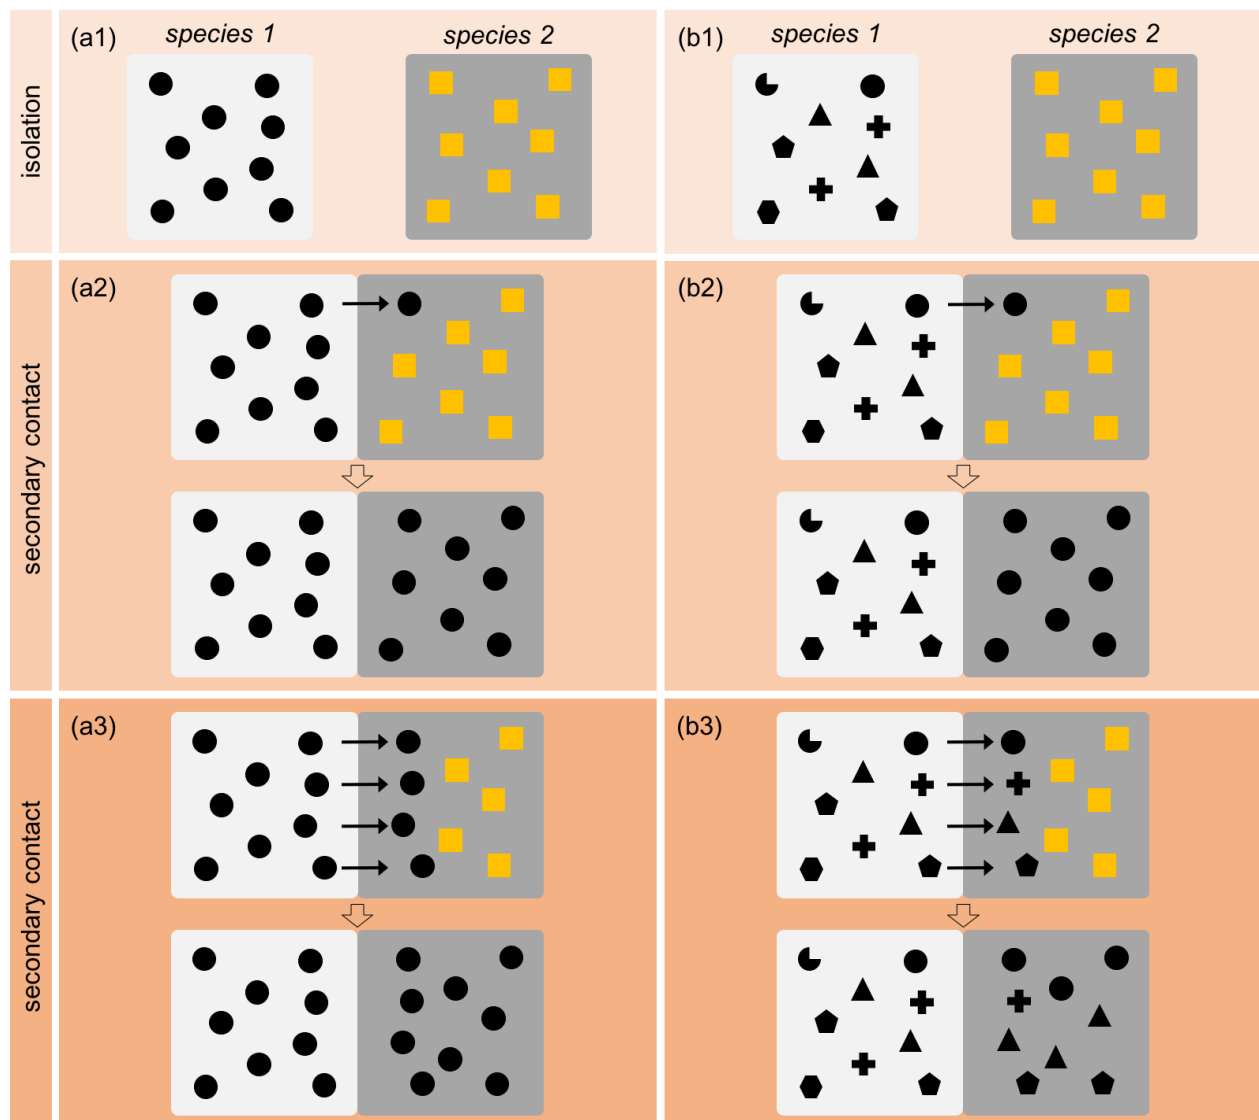 isolation
(a1)
species 1
species 2
(b1)
species 1
species 2
secondary contact
(a2)
(b2)
secondary contact
(a3)
(b3)